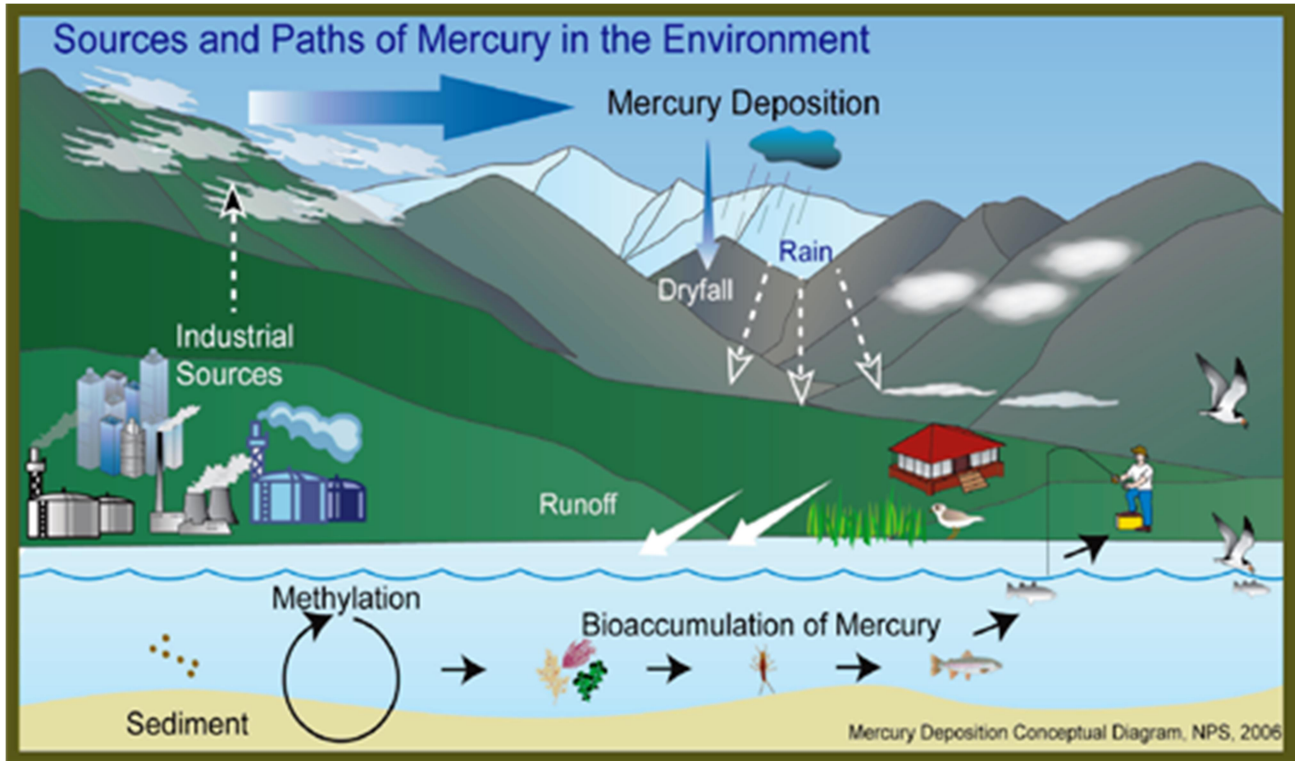 Sources and Paths of Mercury in the Environment
Mercury Deposition
Rain
Dryfall
Industrial
Sources
Runoff
Methylation
Bioaccumulation of Mercury
Sediment
Mercury Deposition Conceptual Diagram, NPS, 2006